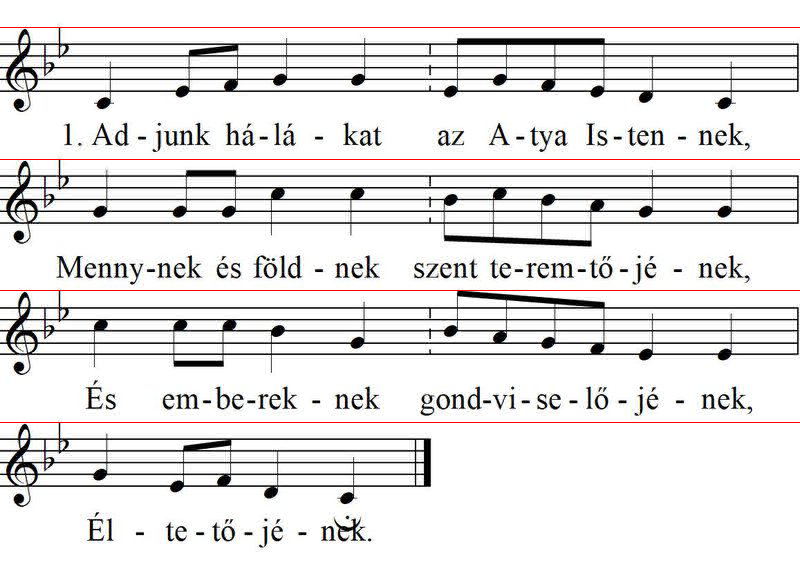 1. Ad - junk há - lá - kat az A - tya Is - ten - nek,
Menny - nek és föld - nek szent te - rem - tő - jé - nek,
És em - be - rek - nek gond - vi - se - lő - jé - nek,
Él - te - tő - jé - nek.